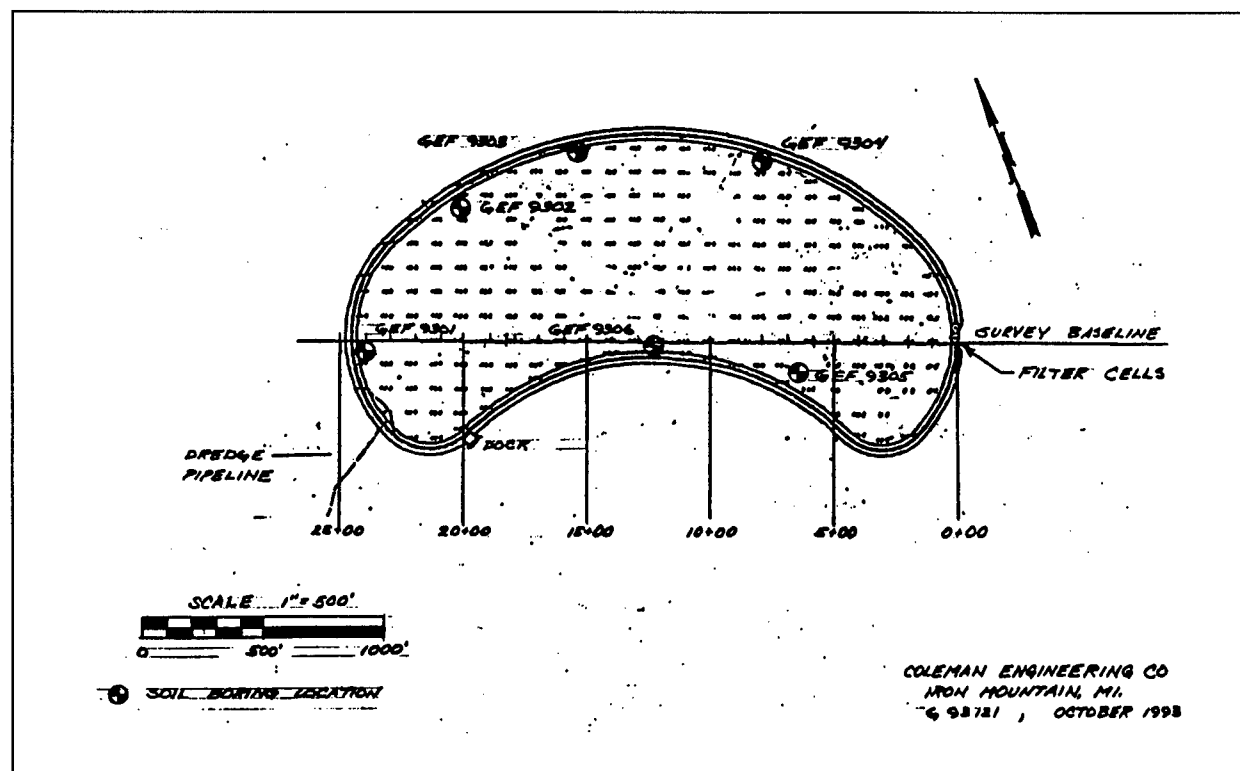 GEF 9303
GEF 9304
GEF 9302
GEF 9301
GEF 9306
SURVEY BASELINE
GEF 9305
FILTER CELLS
DOCK
DREDGE
PIPELINE
25+00
20+00
15+00
10+00
5+00
0+00
SCALE 1"=500'
0
500'
1000'
SOIL BORING LOCATION
COLEMAN ENGINEERING CO
IRON MOUNTAIN, MI.
G 93721, OCTOBER 1993